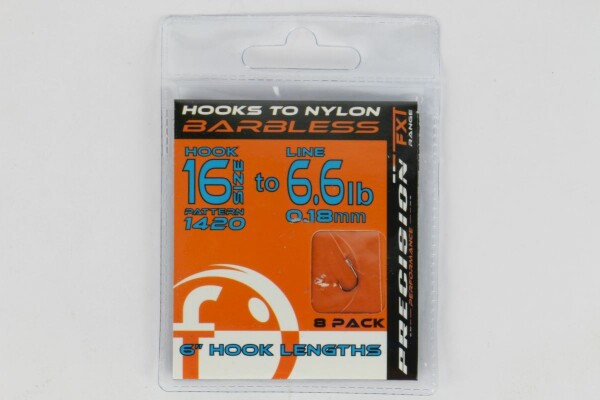 HOOKS TO NYLON
BARBLESS
HOOK
16 SIZE
PATTERN
1420
to
LINE
6.6lb
0.18mm
8 PACK
6" HOOK LENGTHS
PRECISION
PERFORMANCE
FXT
RANGE
f